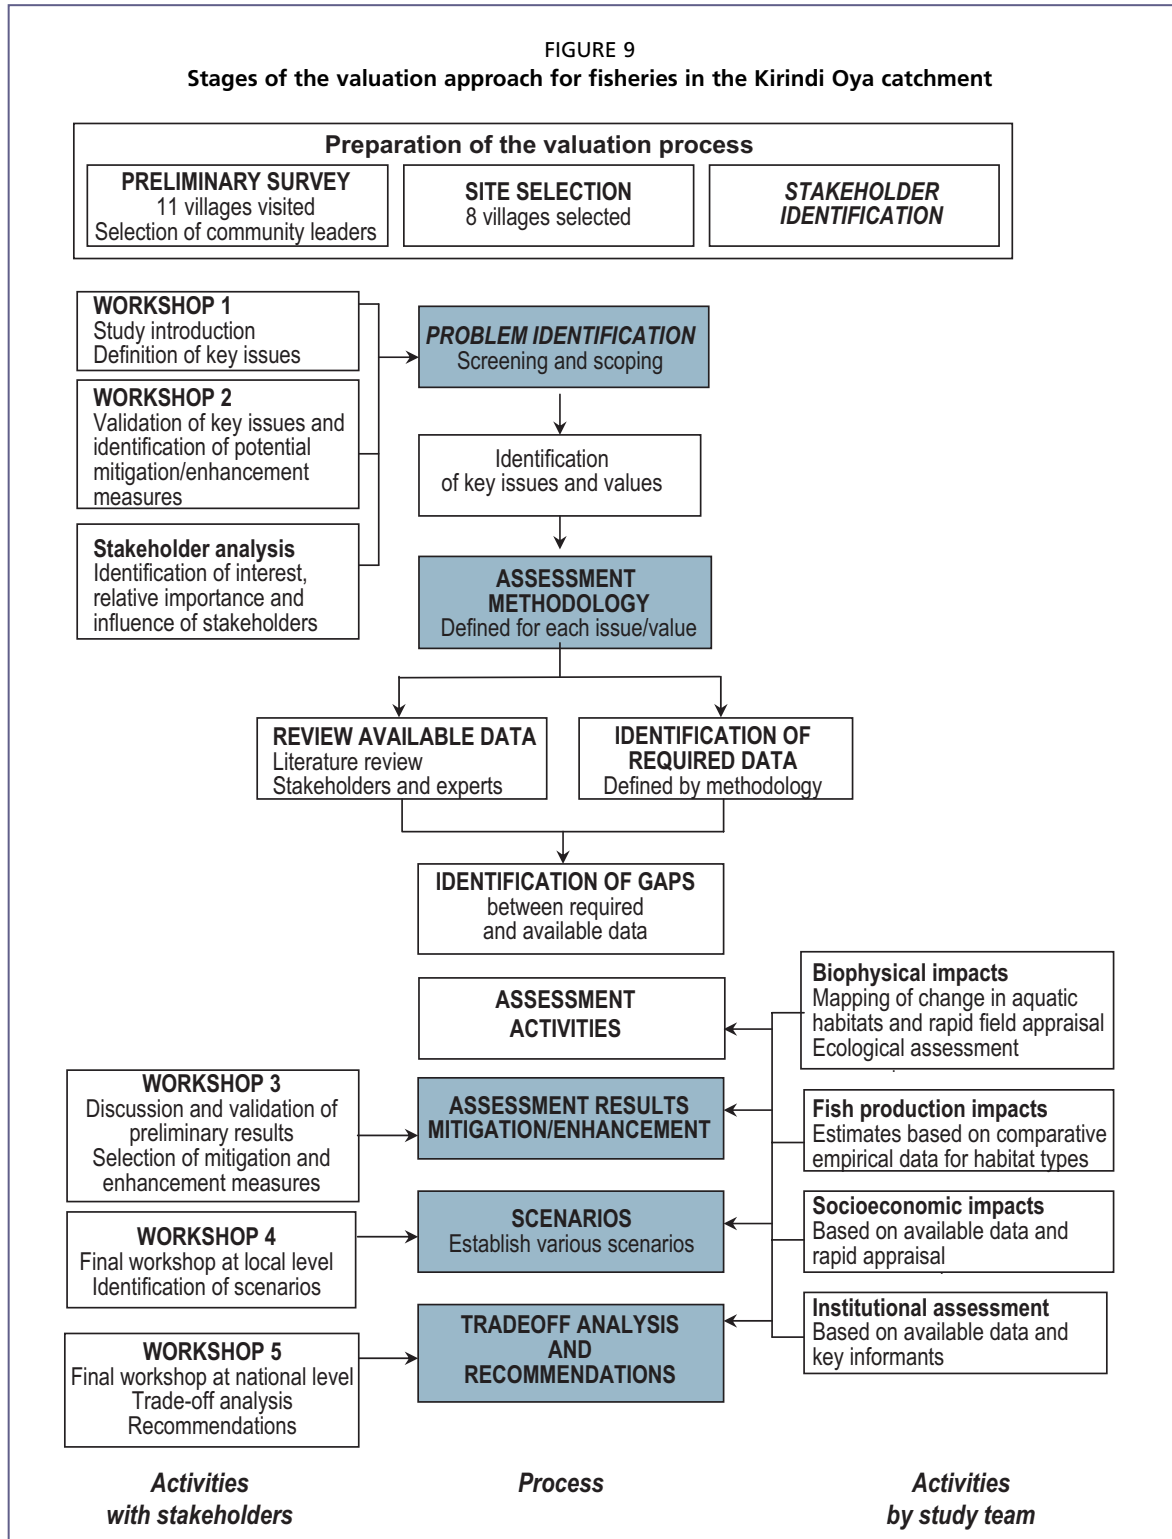 FIGURE 9
Stages of the valuation approach for fisheries in the Kirindi Oya catchment
Preparation of the valuation process
PRELIMINARY SURVEY
11 villages visited
Selection of community leaders
SITE SELECTION
8 villages selected
STAKEHOLDER
IDENTIFICATION
WORKSHOP 1
Study introduction
Definition of key issues
WORKSHOP 2
Validation of key issues and
identification of potential
mitigation/enhancement
measures
Stakeholder analysis
Identification of interest,
relative importance and
influence of stakeholders
PROBLEM IDENTIFICATION
Screening and scoping
Identification
of key issues and values
ASSESSMENT
METHODOLOGY
Defined for each issue/value
REVIEW AVAILABLE DATA
Literature review
Stakeholders and experts
IDENTIFICATION OF
REQUIRED DATA
Defined by methodology
IDENTIFICATION OF GAPS
between required
and available data
ASSESSMENT
ACTIVITIES
Biophysical impacts
Mapping of change in aquatic
habitats and rapid field appraisal
Ecological assessment
WORKSHOP 3
Discussion and validation of
preliminary results
Selection of mitigation and
enhancement measures
ASSESSMENT RESULTS
MITIGATION/ENHANCEMENT
Fish production impacts
Estimates based on comparative
empirical data for habitat types
WORKSHOP 4
Final workshop at local level
Identification of scenarios
SCENARIOS
Establish various scenarios
Socioeconomic impacts
Based on available data and
rapid appraisal
WORKSHOP 5
Final workshop at national level
Trade-off analysis
Recommendations
TRADEOFF ANALYSIS
AND
RECOMMENDATIONS
Institutional assessment
Based on available data and
key informants
Activities
with stakeholders
Process
Activities
by study team